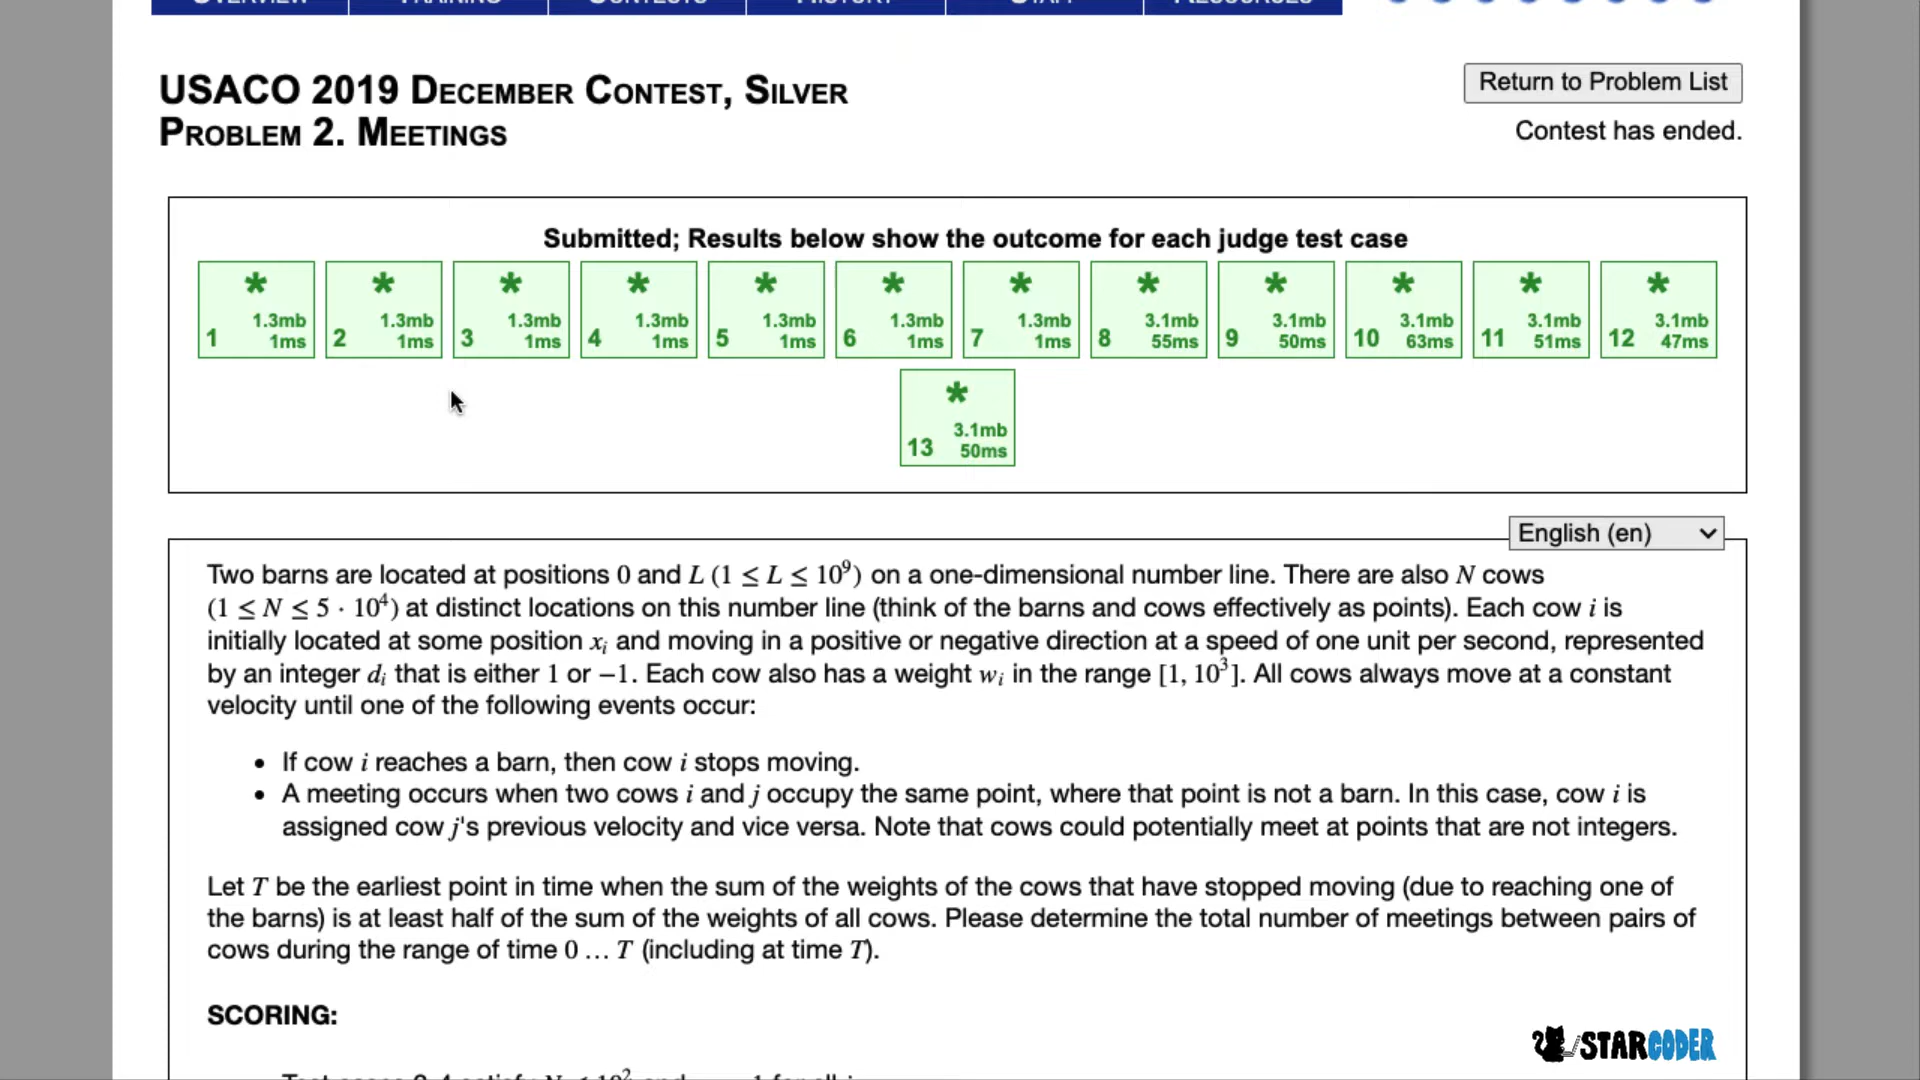 OVERVIEW TRAINING CONTESTS HISTORY STAFF RESOURCES
USACO 2019 DECEMBER CONTEST, SILVER
PROBLEM 2. MEETINGS
Return to Problem List
Contest has ended.
Submitted; Results below show the outcome for each judge test case
* * * * * * * * * * * *
1 1.3mb 1ms 2 1.3mb 1ms 3 1.3mb 1ms 4 1.3mb 1ms 5 1.3mb 1ms 6 1.3mb 1ms 7 1.3mb 1ms 8 3.1mb 55ms 9 3.1mb 50ms 10 3.1mb 63ms 11 3.1mb 51ms 12 3.1mb 47ms
*
13 3.1mb 50ms
English (en)
Two barns are located at positions 0 and L (1 ≤ L ≤ 10⁹) on a one-dimensional number line. There are also N cows
(1 ≤ N ≤ 5 · 10⁴) at distinct locations on this number line (think of the barns and cows effectively as points). Each cow i is
initially located at some position xᵢ and moving in a positive or negative direction at a speed of one unit per second, represented
by an integer dᵢ that is either 1 or −1. Each cow also has a weight wᵢ in the range [1, 10³]. All cows always move at a constant
velocity until one of the following events occur:
• If cow i reaches a barn, then cow i stops moving.
• A meeting occurs when two cows i and j occupy the same point, where that point is not a barn. In this case, cow i is
assigned cow j's previous velocity and vice versa. Note that cows could potentially meet at points that are not integers.
Let T be the earliest point in time when the sum of the weights of the cows that have stopped moving (due to reaching one of
the barns) is at least half of the sum of the weights of all cows. Please determine the total number of meetings between pairs of
cows during the range of time 0 … T (including at time T).
SCORING:
STARCODER